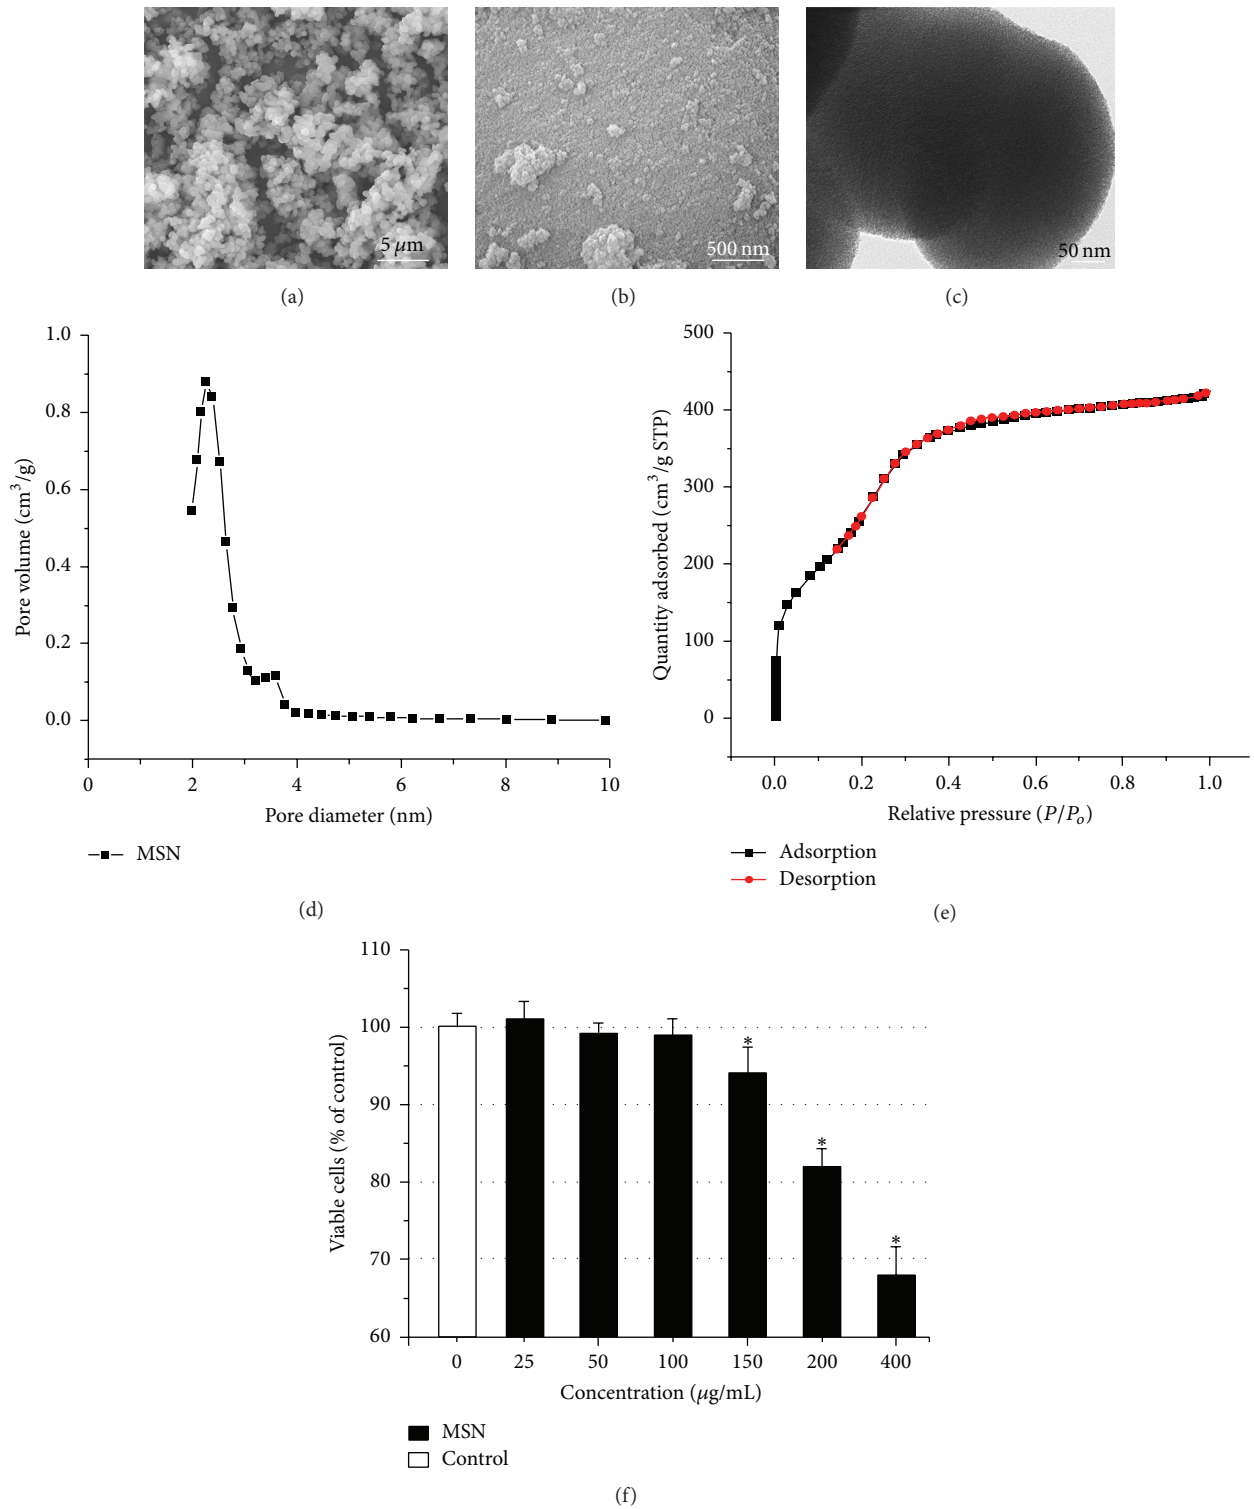 5 μm
500 nm
50 nm
(a)
(b)
(c)
1.0
0.8
0.6
0.4
0.2
0.0
Pore volume (cm³/g)
0 2 4 6 8 10
Pore diameter (nm)
MSN
(d)
500
400
300
200
100
0
Quantity adsorbed (cm³/g STP)
0.0 0.2 0.4 0.6 0.8 1.0
Relative pressure (P/Pₒ)
Adsorption
Desorption
(e)
110
100
90
80
70
60
Viable cells (% of control)
* * *
0 25 50 100 150 200 400
Concentration (μg/mL)
MSN
Control
(f)